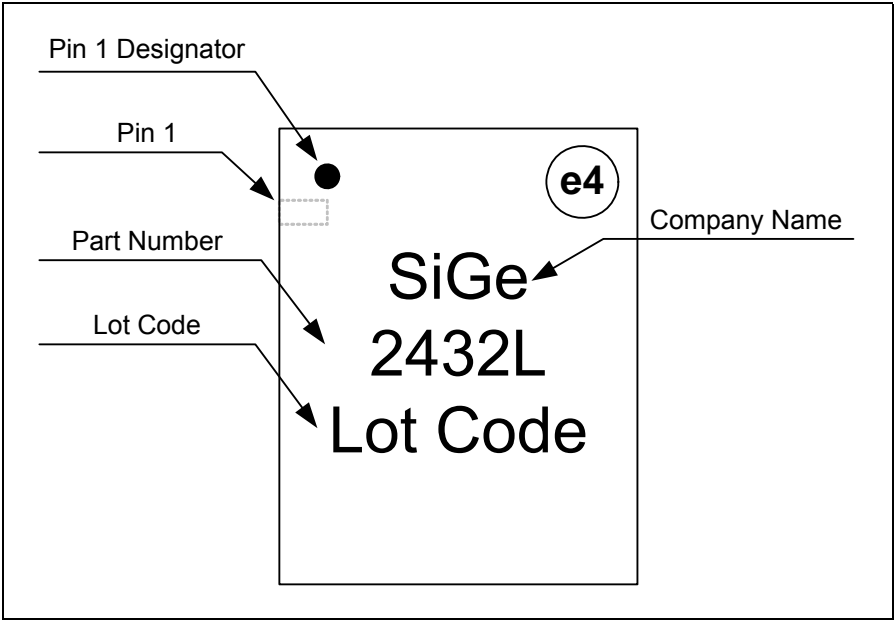 Pin 1 Designator
Pin 1
e4
Company Name
Part Number
SiGe
Lot Code
2432L
Lot Code